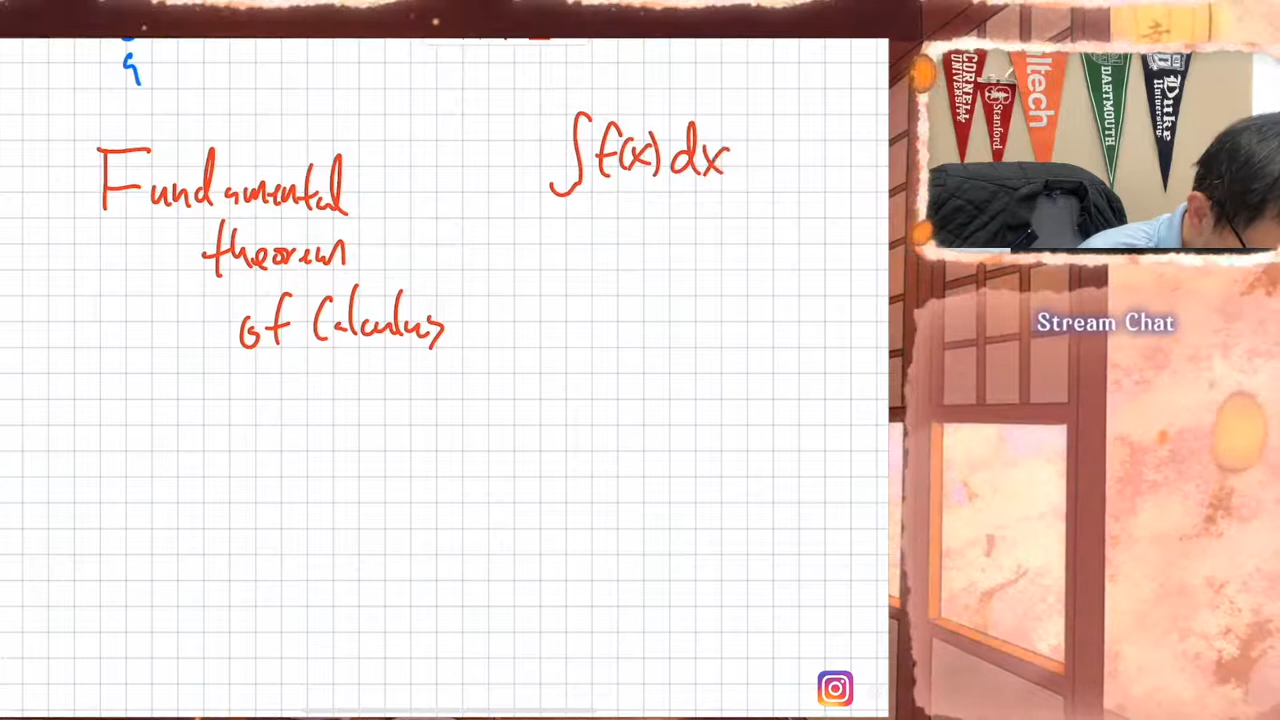 Fundamental
theorem
of Calculus
∫f(x) dx
CORNELL
UNIVERSITY
Stanford
ltech
DARTMOUTH
Duke
University
Stream Chat